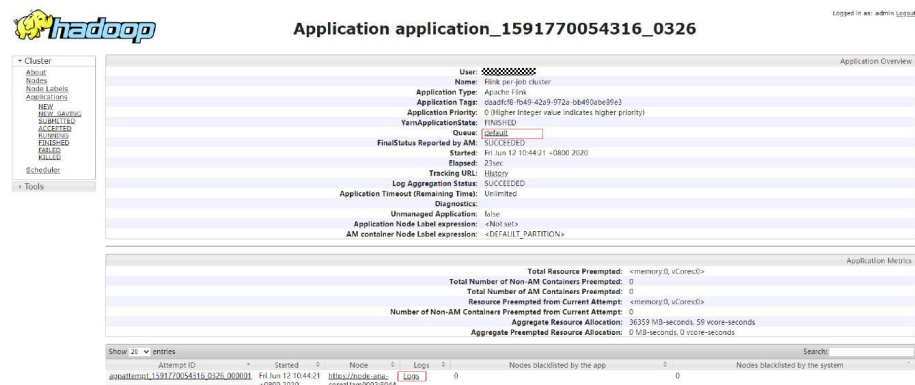 Logged in as: admin Logout
hadoop
Application application_1591770054316_0326
Cluster
About
Nodes
Node Labels
Applications
NEW
NEW_SAVING
SUBMITTED
ACCEPTED
RUNNING
FINISHED
FAILED
KILLED
Scheduler
Tools
Application Overview
User:
Name: Flink per-job cluster
Application Type: Apache Flink
Application Tags:
Application Priority: 0 (Higher Integer value indicates higher priority)
YarnApplicationState: FINISHED
Queue: default
FinalStatus Reported by AM: SUCCEEDED
Started: Fri Jun 12 10:44:21 +0800 2020
Elapsed: 23sec
Tracking URL: History
Log Aggregation Status: SUCCEEDED
Application Timeout (Remaining Time): Unlimited
Diagnostics:
Unmanaged Application: false
Application Node Label expression: <Not set>
AM container Node Label expression: <DEFAULT_PARTITION>
Application Metrics
Total Resource Preempted: <memory:0, vCores:0>
Total Number of Non-AM Containers Preempted: 0
Total Number of AM Containers Preempted: 0
Resource Preempted from Current Attempt: <memory:0, vCores:0>
Number of Non-AM Containers Preempted from Current Attempt: 0
Aggregate Resource Allocation: 36359 MB-seconds, 59 vcore-seconds
Aggregate Preempted Resource Allocation: 0 MB-seconds, 0 vcore-seconds
Show 20 entries Search:
Attempt ID Started Node Logs Nodes blacklisted by the app Nodes blacklisted by the system
appattempt_1591770054316_0326_000001 Fri Jun 12 10:44:21 https://node-ana- Logs 0 0
+0800 2020